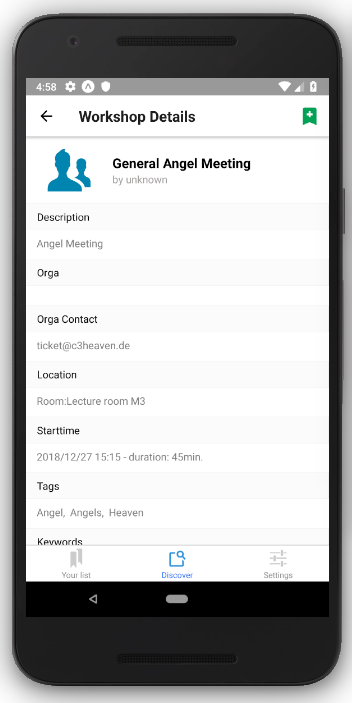 4:58
Workshop Details
General Angel Meeting
by unknown
Description
Angel Meeting
Orga
Orga Contact
ticket@c3heaven.de
Location
Room:Lecture room M3
Starttime
2018/12/27 15:15 - duration: 45min.
Tags
Angel, Angels, Heaven
Keywords
Your list Discover Settings